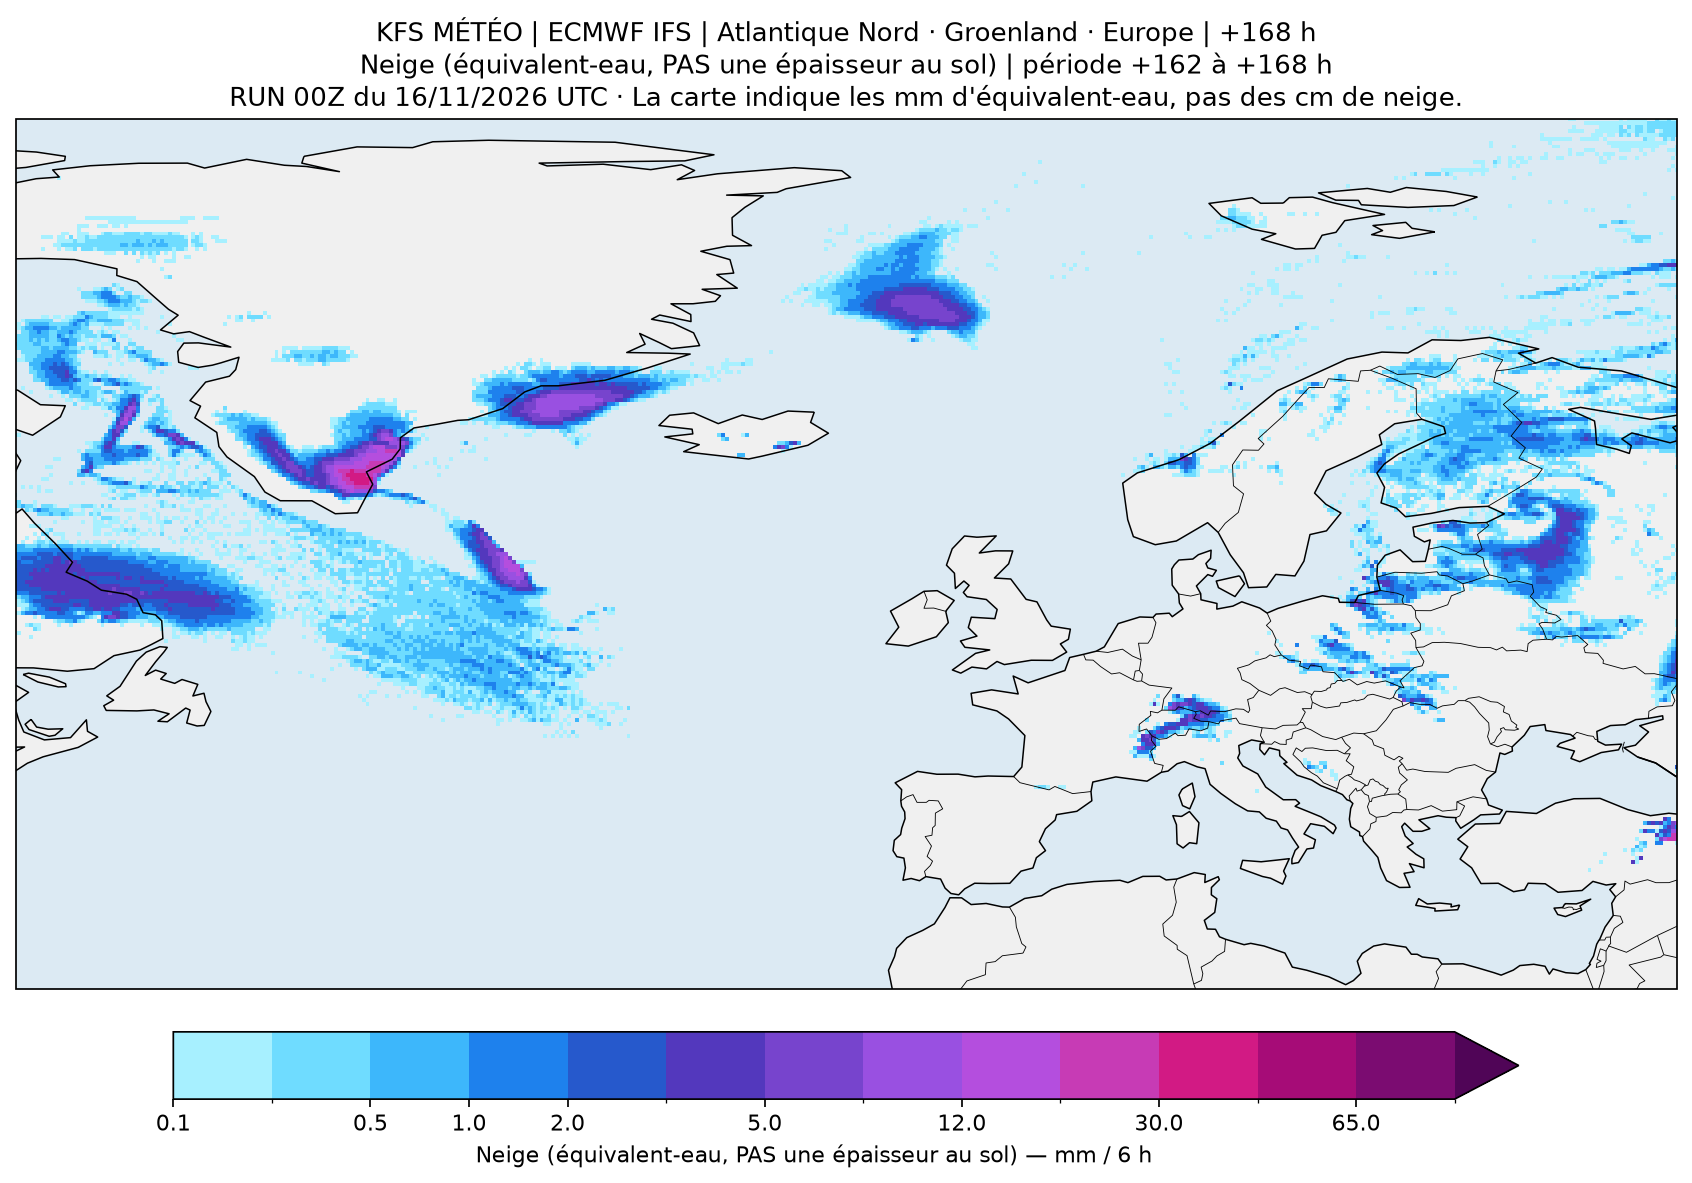 KFS MÉTÉO | ECMWF IFS | Atlantique Nord · Groenland · Europe | +168 h
Neige (équivalent-eau, PAS une épaisseur au sol) | période +162 à +168 h
RUN 00Z du 16/11/2026 UTC · La carte indique les mm d'équivalent-eau, pas des cm de neige.
0.1 0.5 1.0 2.0 5.0 12.0 30.0 65.0
Neige (équivalent-eau, PAS une épaisseur au sol) — mm / 6 h